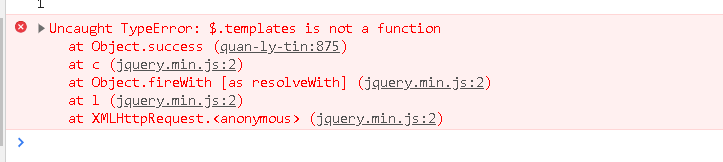 1
Uncaught TypeError: $.templates is not a function
at Object.success (quan-ly-tin:875)
at c (jquery.min.js:2)
at Object.fireWith [as resolveWith] (jquery.min.js:2)
at l (jquery.min.js:2)
at XMLHttpRequest.<anonymous> (jquery.min.js:2)